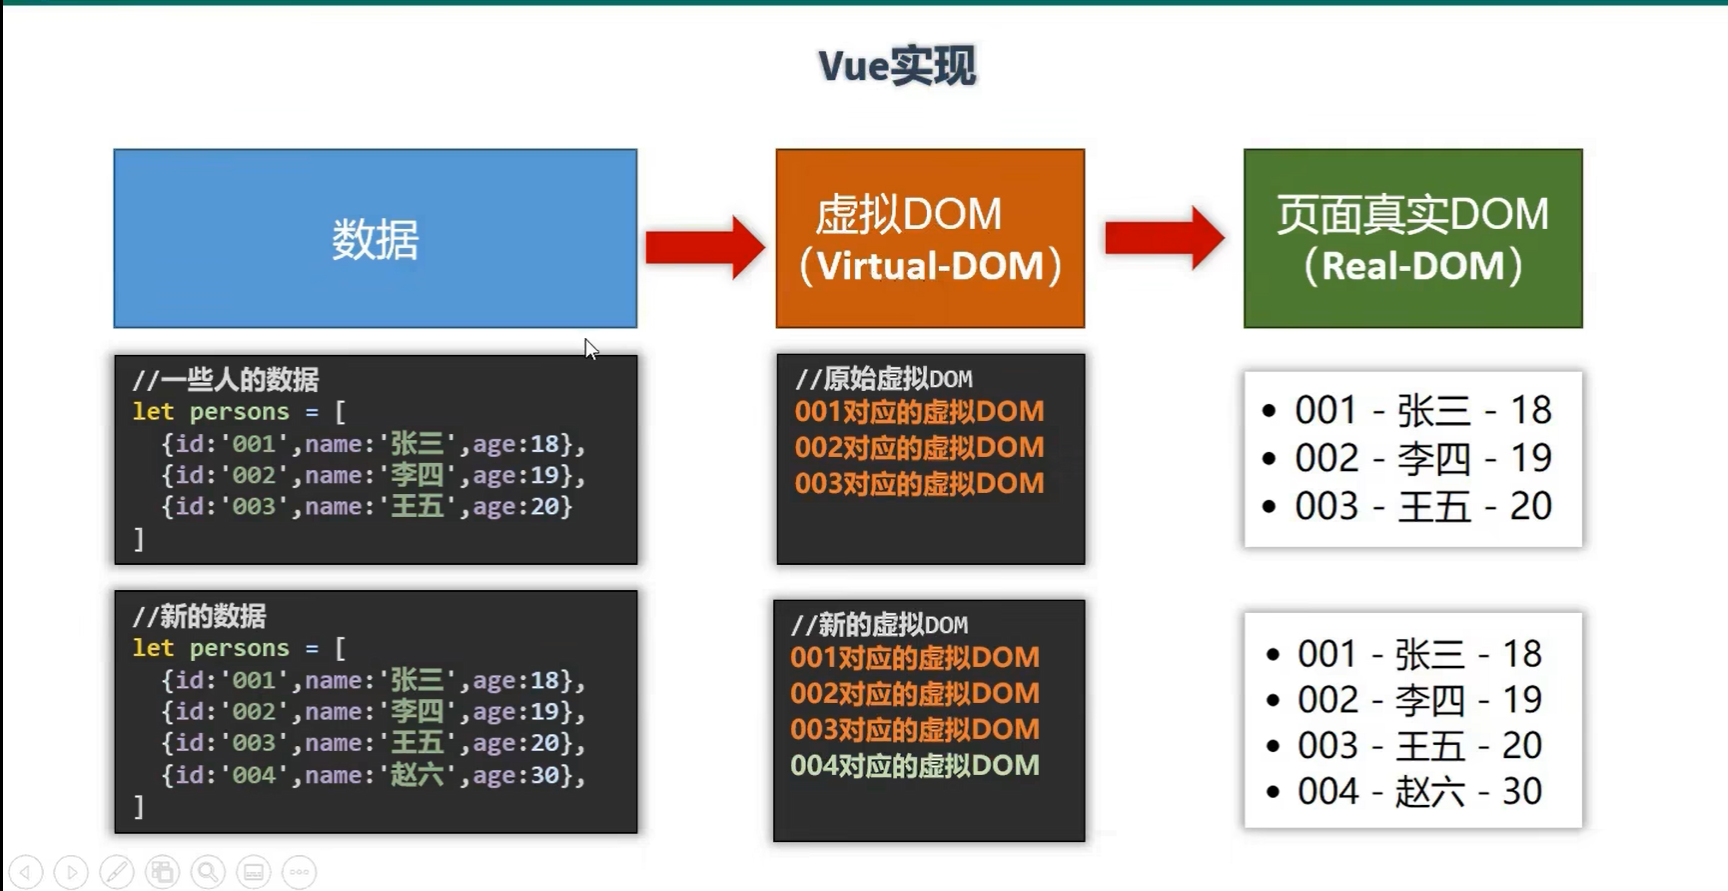 Vue实现
数据
虚拟DOM
（Virtual-DOM）
页面真实DOM
（Real-DOM）
//一些人的数据
let persons = [
{id:'001',name:'张三',age:18},
{id:'002',name:'李四',age:19},
{id:'003',name:'王五',age:20}
]
//原始虚拟DOM
001对应的虚拟DOM
002对应的虚拟DOM
003对应的虚拟DOM
• 001 - 张三 - 18
• 002 - 李四 - 19
• 003 - 王五 - 20
//新的数据
let persons = [
{id:'001',name:'张三',age:18},
{id:'002',name:'李四',age:19},
{id:'003',name:'王五',age:20},
{id:'004',name:'赵六',age:30},
]
//新的虚拟DOM
001对应的虚拟DOM
002对应的虚拟DOM
003对应的虚拟DOM
004对应的虚拟DOM
• 001 - 张三 - 18
• 002 - 李四 - 19
• 003 - 王五 - 20
• 004 - 赵六 - 30